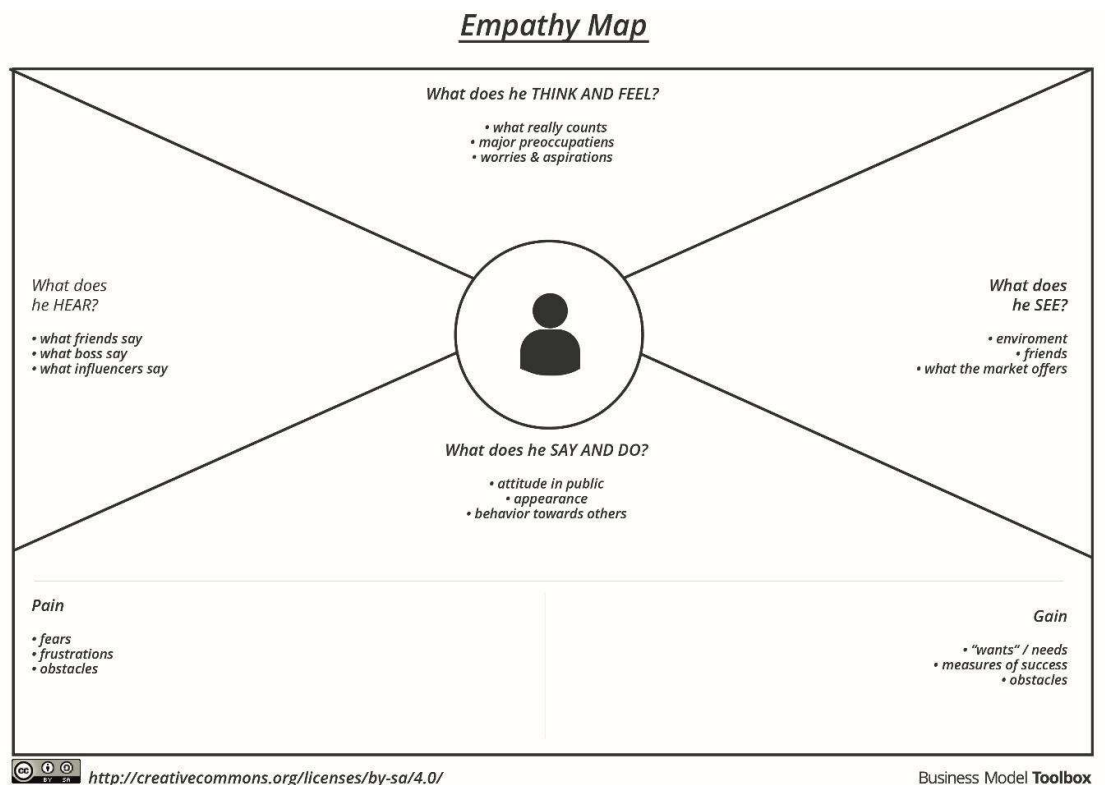 Empathy Map
What does he THINK AND FEEL?
• what really counts
• major preoccupatiens
• worries & aspirations
What does
he HEAR?
• what friends say
• what boss say
• what influencers say
What does
he SEE?
• enviroment
• friends
• what the market offers
What does he SAY AND DO?
• attitude in public
• appearance
• behavior towards others
Pain
• fears
• frustrations
• obstacles
Gain
• “wants” / needs
• measures of success
• obstacles
cc BY SA
http://creativecommons.org/licenses/by-sa/4.0/
Business Model Toolbox